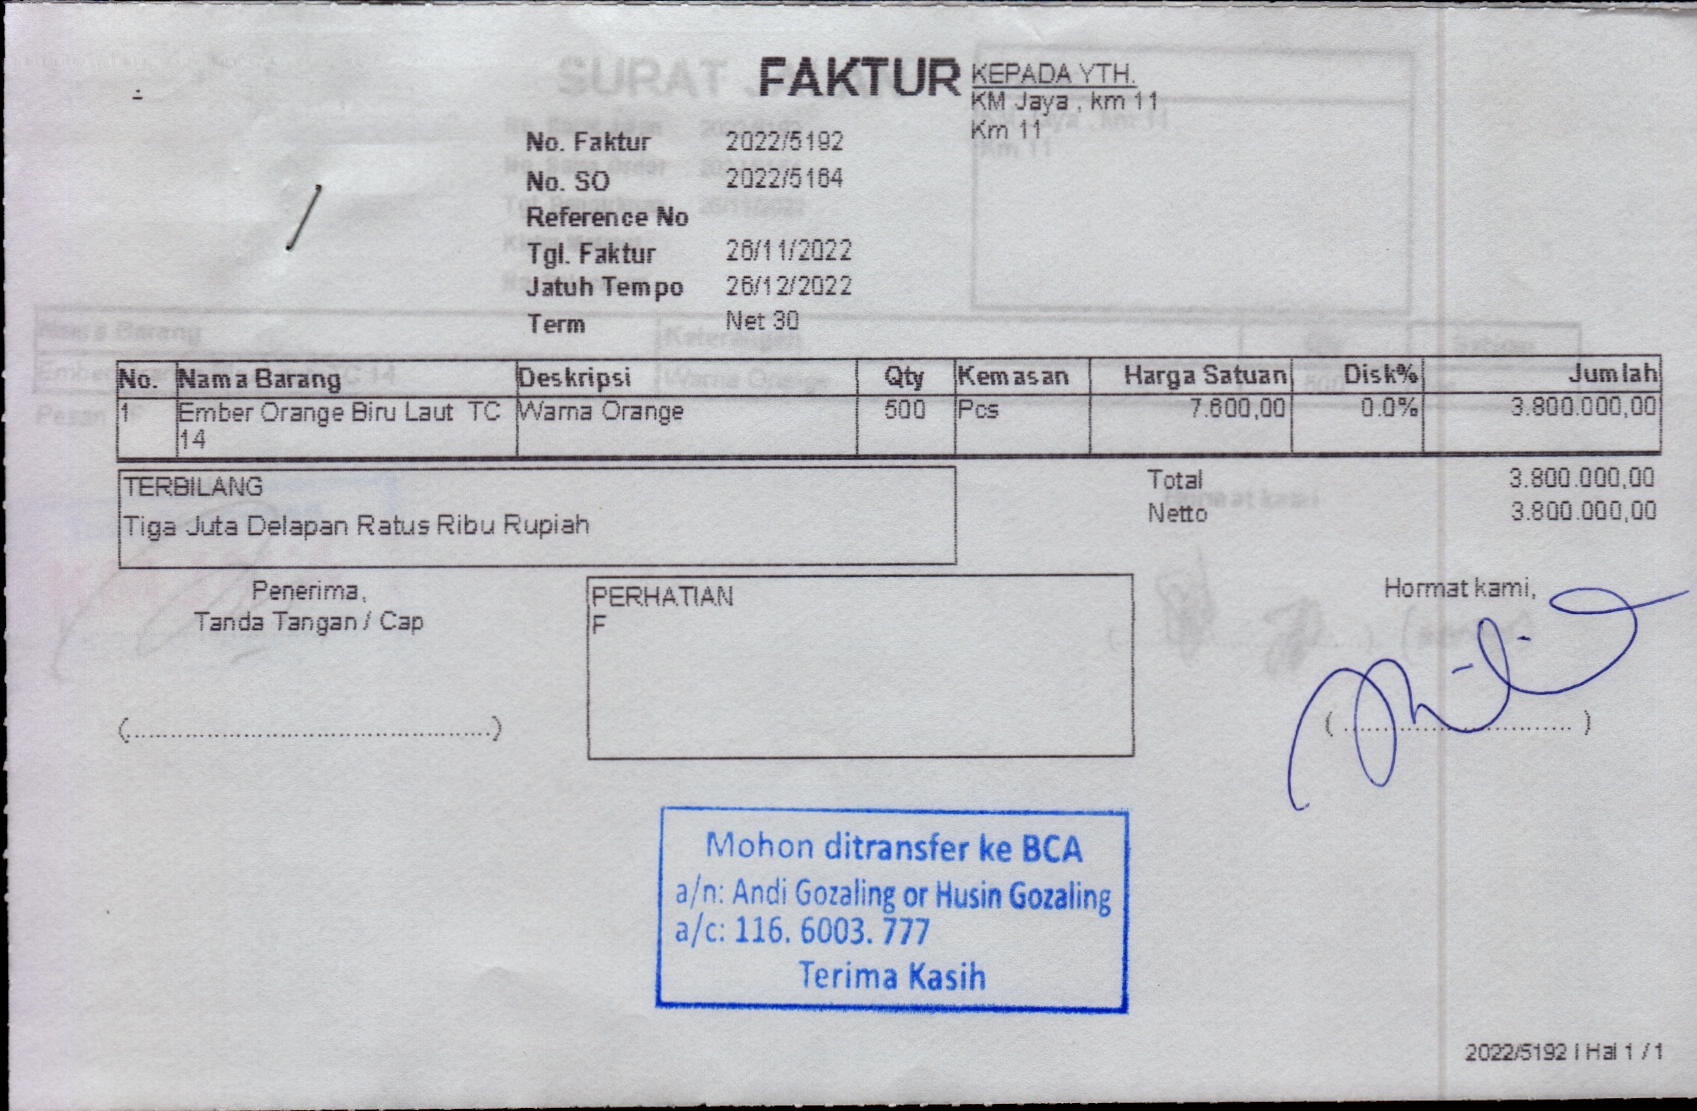 FAKTUR
KEPADA YTH.
KM Jaya , km 11
Km 11
No. Faktur 2022/5192
No. SO 2022/5164
Reference No
Tgl. Faktur 26/11/2022
Jatuh Tempo 26/12/2022
Term Net 30
No. Nama Barang Deskripsi Qty Kemasan Harga Satuan Disk% Jumlah
1 Ember Orange Biru Laut TC Warna Orange 500 Pcs 7.600,00 0.0% 3.800.000,00
14
TERBILANG
Tiga Juta Delapan Ratus Ribu Rupiah
Total 3.800.000,00
Netto 3.800.000,00
Penerima,
Tanda Tangan / Cap
(................................................)
PERHATIAN
F
Hormat kami,
(................................)
Mohon ditransfer ke BCA
a/n: Andi Gozaling or Husin Gozaling
a/c: 116. 6003. 777
Terima Kasih
2022/5192 | Hal 1 / 1